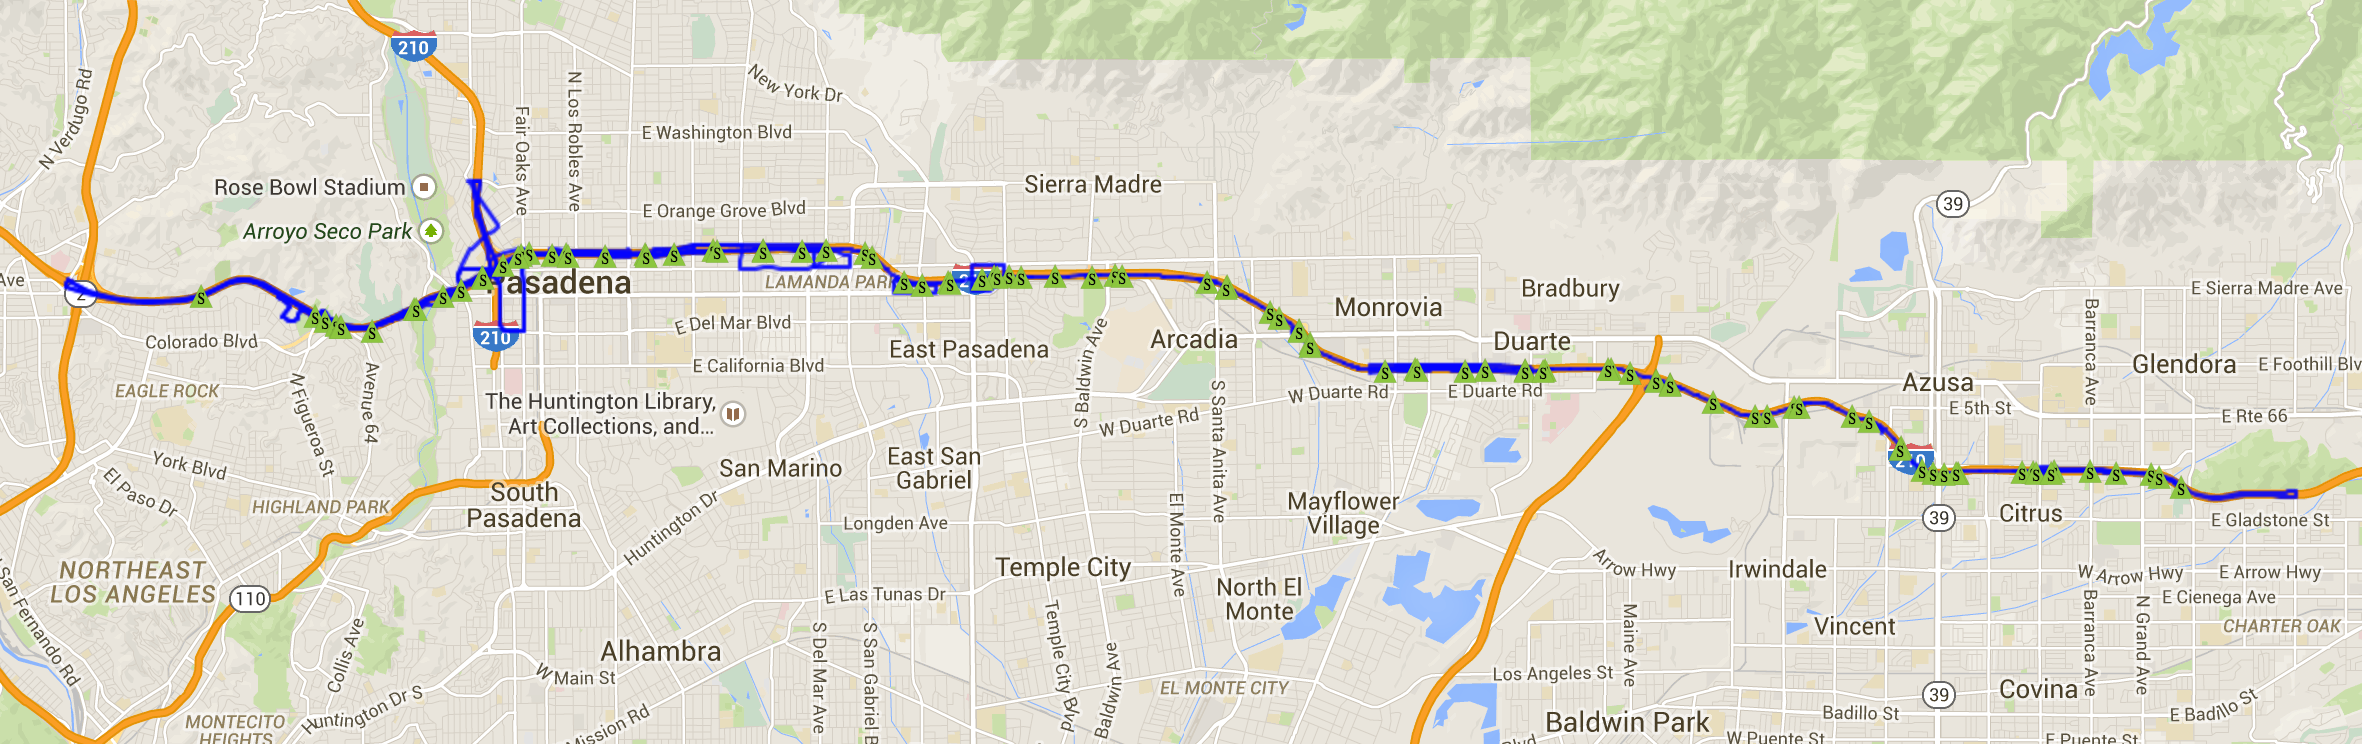 210
N Verdugo Rd
New York Dr
N Los Robles Ave
Fair Oaks Ave
E Washington Blvd
Rose Bowl Stadium
Sierra Madre
39
E Orange Grove Blvd
Arroyo Seco Park
Ave
2
Pasadena
LAMANDA PARK
210
Bradbury
E Sierra Madre Ave
Monrovia
Barranca Ave
E Del Mar Blvd
210
Colorado Blvd
East Pasadena
S Baldwin Ave
Arcadia
Duarte
Glendora
E Foothill Blv
E California Blvd
EAGLE ROCK
N Figueroa St
Avenue 64
The Huntington Library,
Art Collections, and...
W Duarte Rd
E Duarte Rd
Azusa
E 5th St
E Rte 66
W Duarte Rd
S Santa Anita Ave
York Blvd
El Paso Dr
San Marino
East San
Gabriel
210
HIGHLAND PARK
South
Pasadena
Huntington Dr
Longden Ave
El Monte Ave
Mayflower
Village
39
Citrus
E Gladstone St
NORTHEAST
LOS ANGELES
San Fernando Rd
110
Temple City
Arrow Hwy
Irwindale
W Arrow Hwy
E Arrow Hwy
North El
Monte
E Las Tunas Dr
E Cienega Ave
Vincent
CHARTER OAK
Collis Ave
Alhambra
S Del Mar Ave
S San Gabriel B
Temple City Blvd
Baldwin Ave
Maine Ave
Barranca Ave
N Grand Ave
W Main St
EL MONTE CITY
Los Angeles St
39
Covina
Huntington Dr S
MONTECITO
HEIGHTS
Mission Rd
Baldwin Park
Badillo St
E Badillo St
Blvd
W Puente St
E Puente St
S